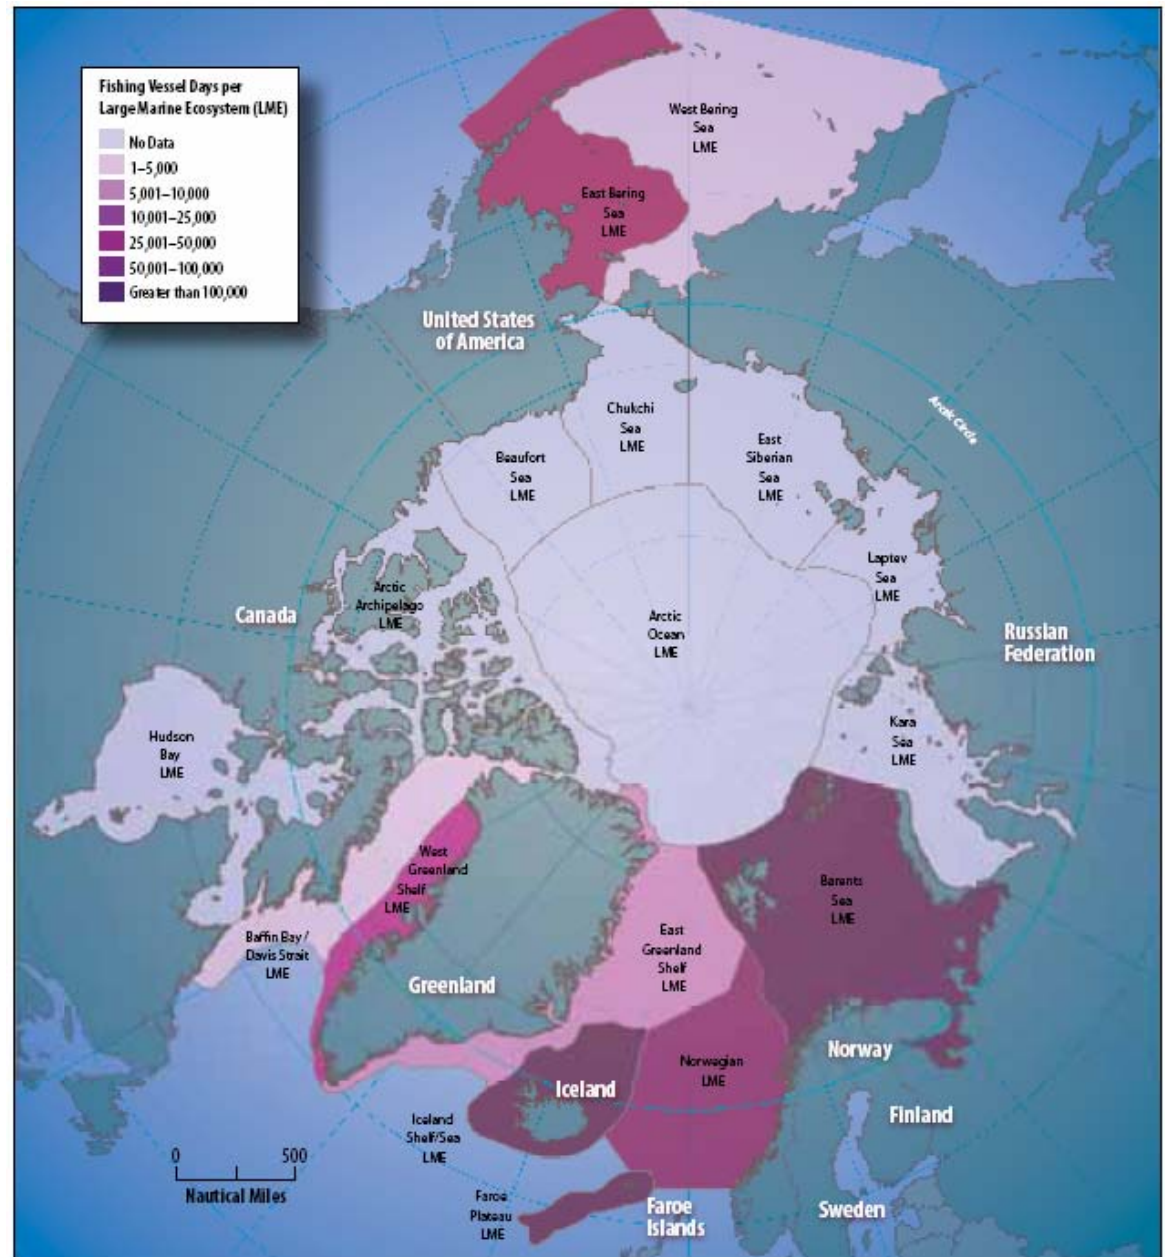 Fishing Vessel Days per
Large Marine Ecosystem (LME)
No Data
1–5,000
5,001–10,000
10,001–25,000
25,001–50,000
50,001–100,000
Greater than 100,000
West Bering
Sea
LME
East Bering
Sea
LME
United States
of America
Arctic Circle
Chukchi
Sea
LME
Beaufort
Sea
LME
East
Siberian
Sea
LME
Laptev
Sea
LME
Arctic
Archipelago
LME
Canada
Arctic
Ocean
LME
Russian
Federation
Hudson
Bay
LME
Kara
Sea
LME
West
Greenland
Shelf
LME
Barents
Sea
LME
Baffin Bay /
Davis Strait
LME
East
Greenland
Shelf
LME
Greenland
Norway
Norwegian
LME
Iceland
Finland
Iceland
Shelf/Sea
LME
0 500
Nautical Miles
Faroe
Plateau
LME
Faroe
Islands
Sweden